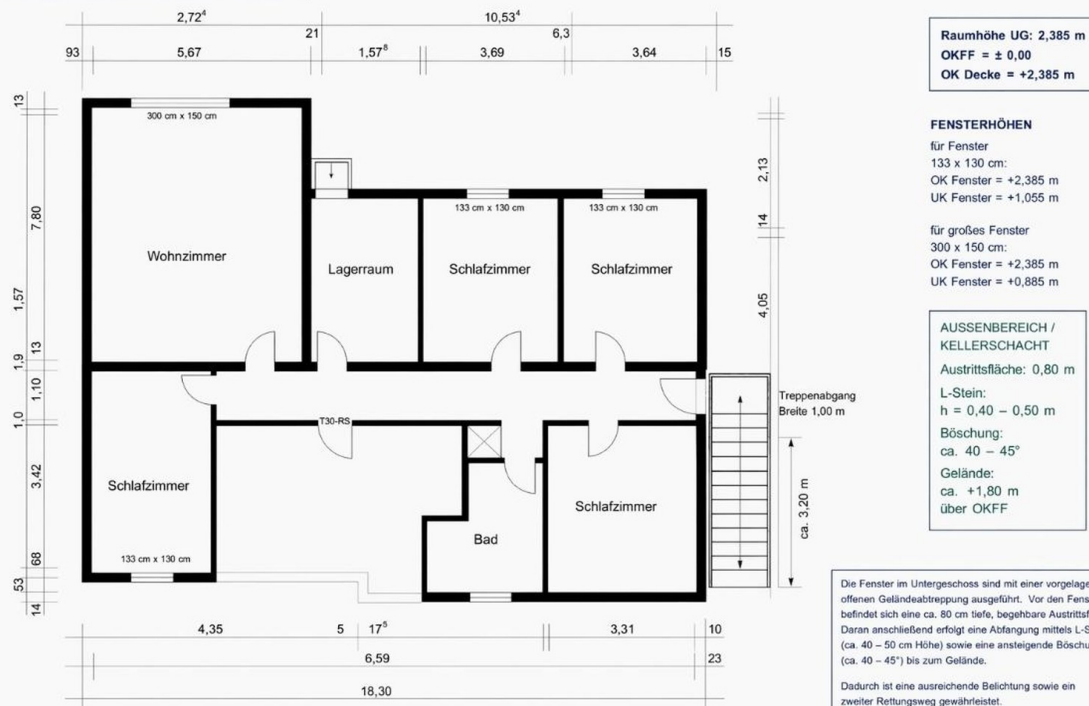 2,72⁴ 10,53⁴
21 6,3
93 5,67 1,57⁸ 3,69 3,64 15
Raumhöhe UG: 2,385 m
OKFF = ± 0,00
OK Decke = +2,385 m
FENSTERHÖHEN
für Fenster
133 x 130 cm:
OK Fenster = +2,385 m
UK Fenster = +1,055 m
für großes Fenster
300 x 150 cm:
OK Fenster = +2,385 m
UK Fenster = +0,885 m
AUSSENBEREICH /
KELLERSCHACHT
Austrittsfläche: 0,80 m
L-Stein:
h = 0,40 – 0,50 m
Böschung:
ca. 40 – 45°
Gelände:
ca. +1,80 m
über OKFF
13
7,80
1,57
1,9 13
1,10
1,0
3,42
68
53
14
300 cm x 150 cm
133 cm x 130 cm
133 cm x 130 cm
Wohnzimmer
Lagerraum
Schlafzimmer
Schlafzimmer
2,13
14
4,05
T30-RS
Treppenabgang
Breite 1,00 m
ca. 3,20 m
Schlafzimmer
133 cm x 130 cm
Bad
Schlafzimmer
4,35 5 17⁵ 3,31 10
6,59 23
18,30
Die Fenster im Untergeschoss sind mit einer vorgelage
offenen Geländeabtreppung ausgeführt. Vor den Fens
befindet sich eine ca. 80 cm tiefe, begehbare Austrittsf
Daran anschließend erfolgt eine Abfangung mittels L-S
(ca. 40 – 50 cm Höhe) sowie eine ansteigende Böschu
(ca. 40 – 45°) bis zum Gelände.
Dadurch ist eine ausreichende Belichtung sowie ein
zweiter Rettungsweg gewährleistet.